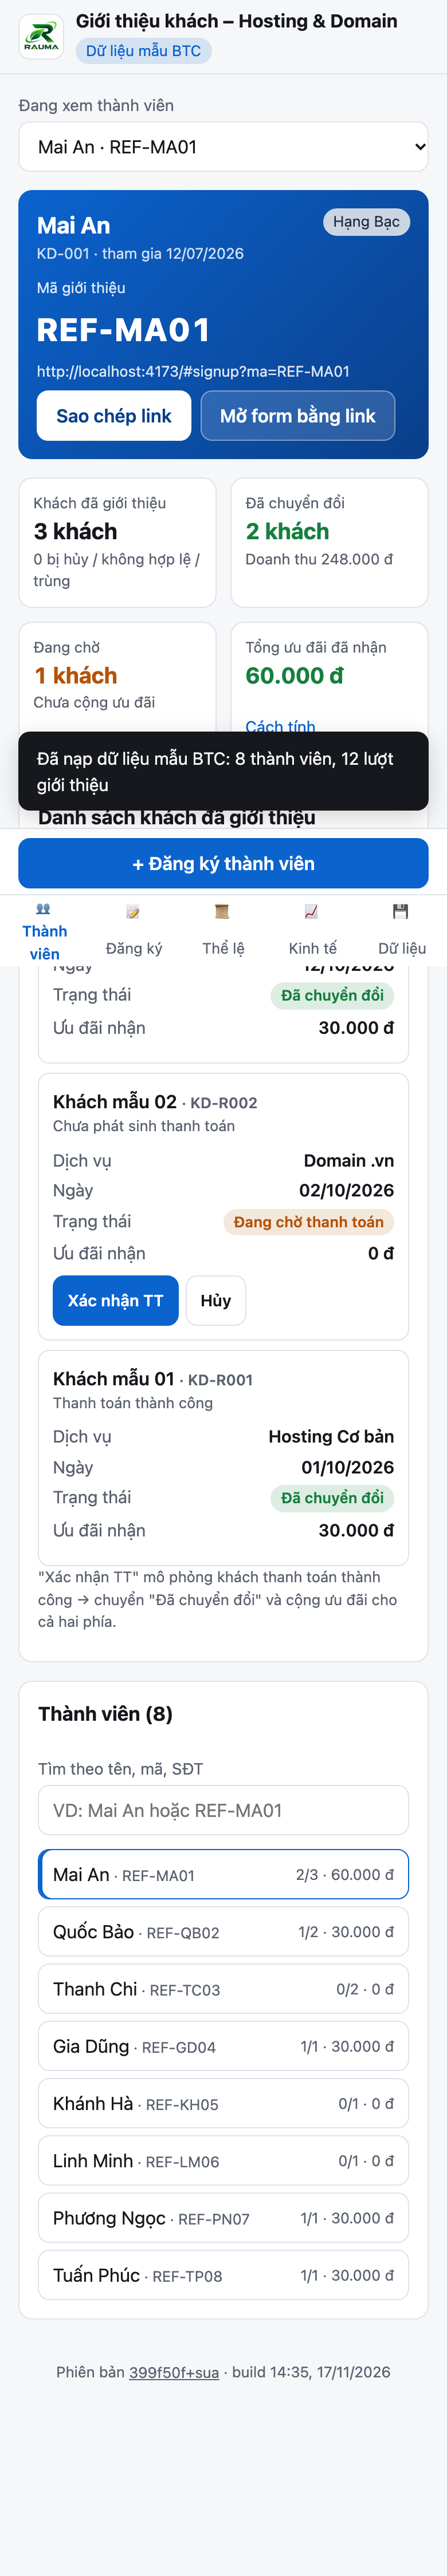 RAUMA
Giới thiệu khách – Hosting & Domain
Dữ liệu mẫu BTC
Đang xem thành viên
Mai An · REF-MA01
Mai An
Hạng Bạc
KD-001 · tham gia 12/07/2026
Mã giới thiệu
REF-MA01
http://localhost:4173/#signup?ma=REF-MA01
Sao chép link
Mở form bằng link
Khách đã giới thiệu
3 khách
0 bị hủy / không hợp lệ /
trùng
Đã chuyển đổi
2 khách
Doanh thu 248.000 đ
Đang chờ
1 khách
Chưa cộng ưu đãi
Tổng ưu đãi đã nhận
60.000 đ
Cách tính
Đã nạp dữ liệu mẫu BTC: 8 thành viên, 12 lượt
giới thiệu
Danh sách khách đã giới thiệu
+ Đăng ký thành viên
Thành
viên
Đăng ký
Thể lệ
Kinh tế
Dữ liệu
Ngày 12/10/2026
Trạng thái Đã chuyển đổi
Ưu đãi nhận 30.000 đ
Khách mẫu 02 · KD-R002
Chưa phát sinh thanh toán
Dịch vụ Domain .vn
Ngày 02/10/2026
Trạng thái Đang chờ thanh toán
Ưu đãi nhận 0 đ
Xác nhận TT Hủy
Khách mẫu 01 · KD-R001
Thanh toán thành công
Dịch vụ Hosting Cơ bản
Ngày 01/10/2026
Trạng thái Đã chuyển đổi
Ưu đãi nhận 30.000 đ
"Xác nhận TT" mô phỏng khách thanh toán thành
công → chuyển "Đã chuyển đổi" và cộng ưu đãi cho
cả hai phía.
Thành viên (8)
Tìm theo tên, mã, SĐT
VD: Mai An hoặc REF-MA01
Mai An · REF-MA01 2/3 · 60.000 đ
Quốc Bảo · REF-QB02 1/2 · 30.000 đ
Thanh Chi · REF-TC03 0/2 · 0 đ
Gia Dũng · REF-GD04 1/1 · 30.000 đ
Khánh Hà · REF-KH05 0/1 · 0 đ
Linh Minh · REF-LM06 0/1 · 0 đ
Phương Ngọc · REF-PN07 1/1 · 30.000 đ
Tuấn Phúc · REF-TP08 1/1 · 30.000 đ
Phiên bản 399f50f+sua · build 14:35, 17/11/2026